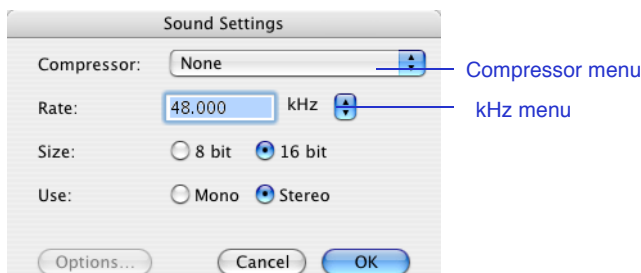 Sound Settings
Compressor: None
Compressor menu
Rate: 48.000 kHz
kHz menu
Size: 8 bit 16 bit
Use: Mono Stereo
Options... Cancel OK